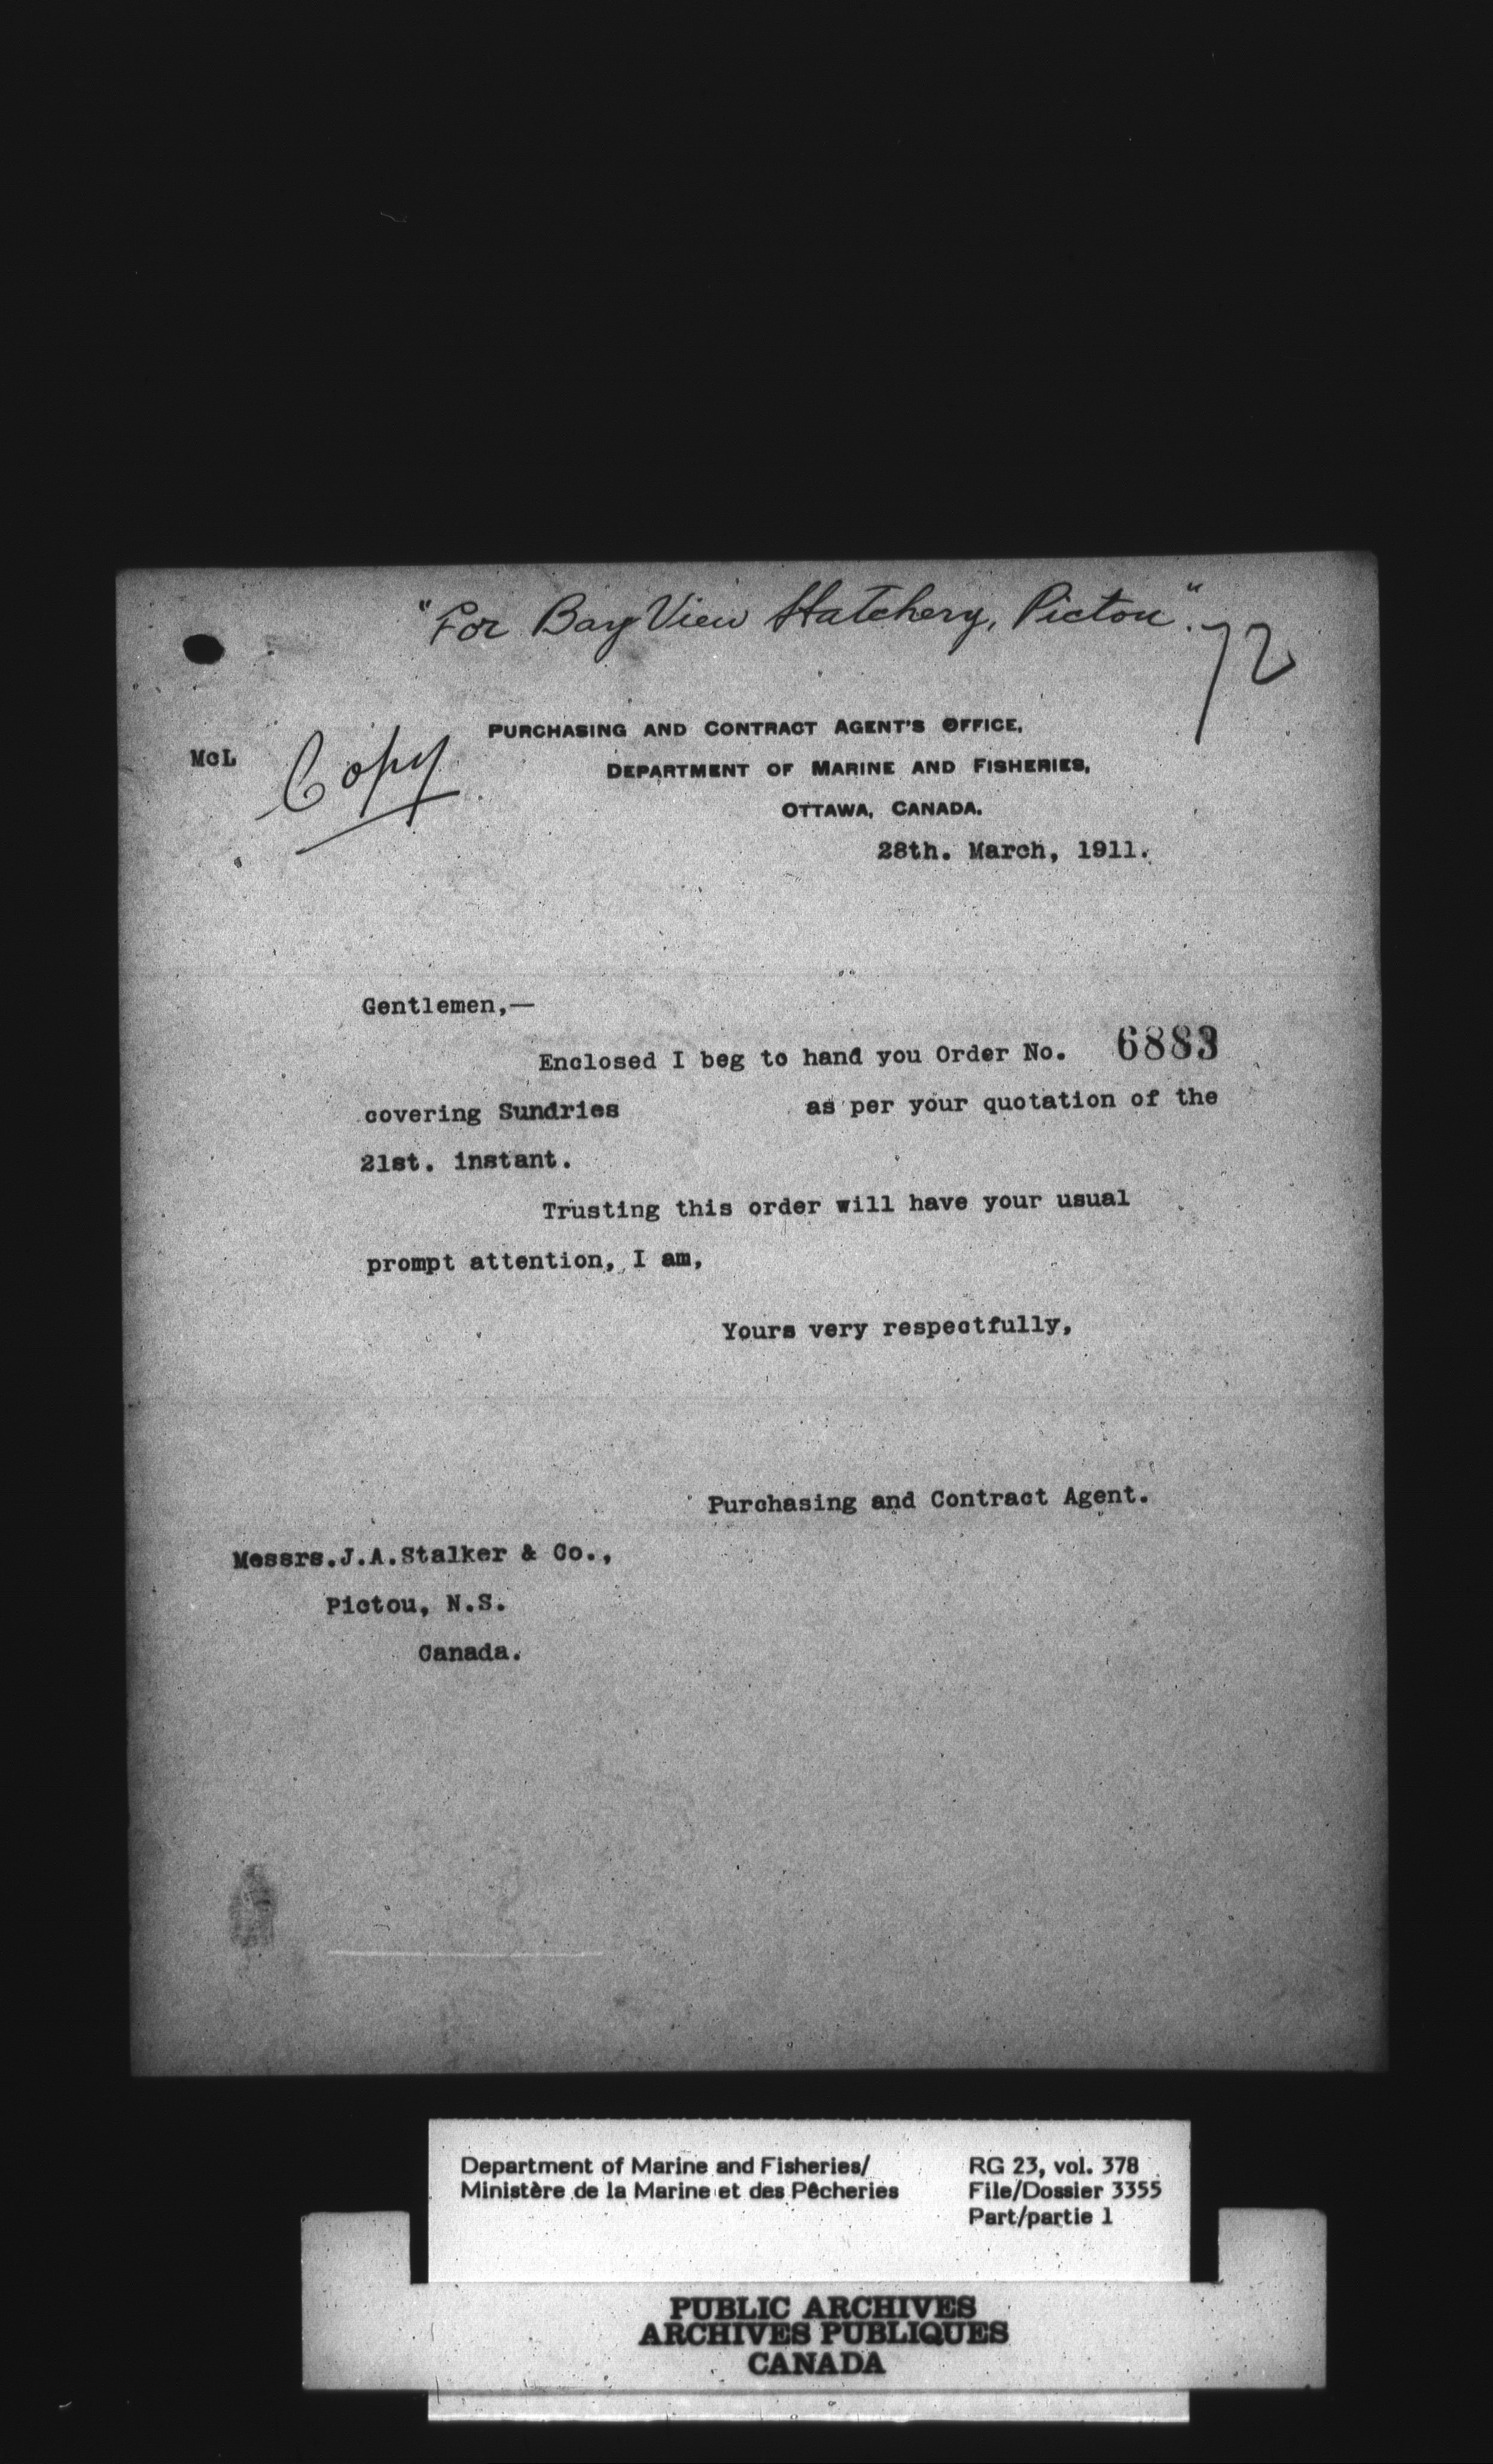 "For Bay View Hatchery, Pictou".
72
PURCHASING AND CONTRACT AGENT'S OFFICE,
McL
Copy
DEPARTMENT OF MARINE AND FISHERIES,
OTTAWA, CANADA.
28th. March, 1911.
Gentlemen,—
Enclosed I beg to hand you Order No. 6883
covering Sundries as per your quotation of the
21st. instant.
Trusting this order will have your usual
prompt attention, I am,
Yours very respectfully,
Purchasing and Contract Agent.
Messrs.J.A.Stalker & Co.,
Pictou, N.S.
Canada.
Department of Marine and Fisheries/
Ministère de la Marine et des Pêcheries
RG 23, vol. 378
File/Dossier 3355
Part/partie 1
PUBLIC ARCHIVES
ARCHIVES PUBLIQUES
CANADA